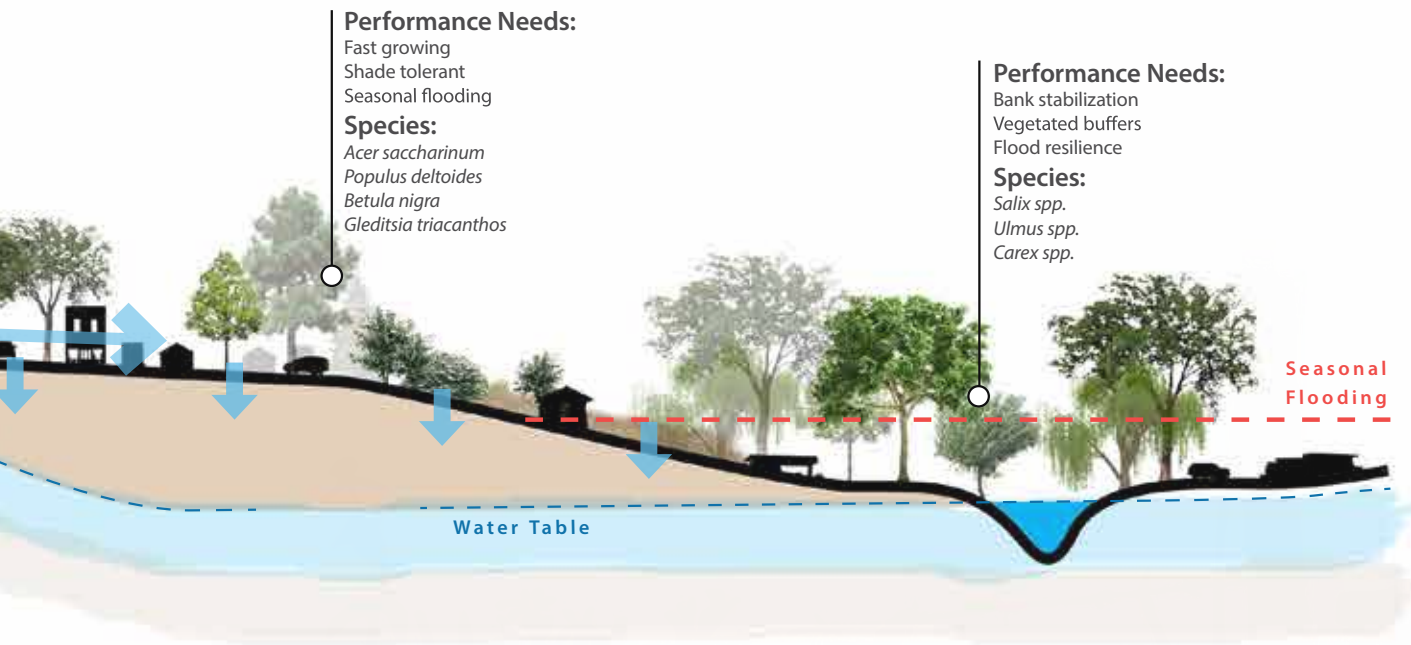 Performance Needs:
Fast growing
Shade tolerant
Seasonal flooding
Species:
Acer saccharinum
Populus deltoides
Betula nigra
Gleditsia triacanthos
Performance Needs:
Bank stabilization
Vegetated buffers
Flood resilience
Species:
Salix spp.
Ulmus spp.
Carex spp.
Seasonal
Flooding
Water Table